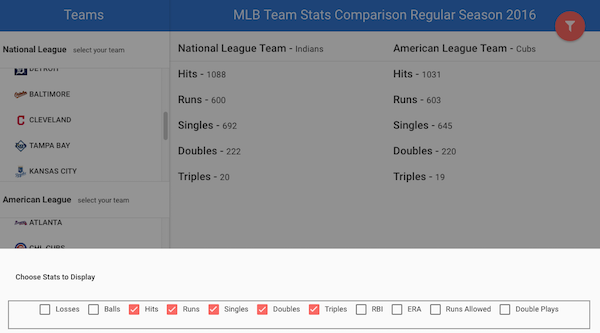 Teams
MLB Team Stats Comparison Regular Season 2016
National League select your team
DETROIT
BALTIMORE
CLEVELAND
TAMPA BAY
KANSAS CITY
American League select your team
ATLANTA
CHI. CUBS
National League Team - Indians
Hits - 1088
Runs - 600
Singles - 692
Doubles - 222
Triples - 20
American League Team - Cubs
Hits - 1031
Runs - 603
Singles - 645
Doubles - 220
Triples - 19
Choose Stats to Display
Losses Balls Hits Runs Singles Doubles Triples RBI ERA Runs Allowed Double Plays